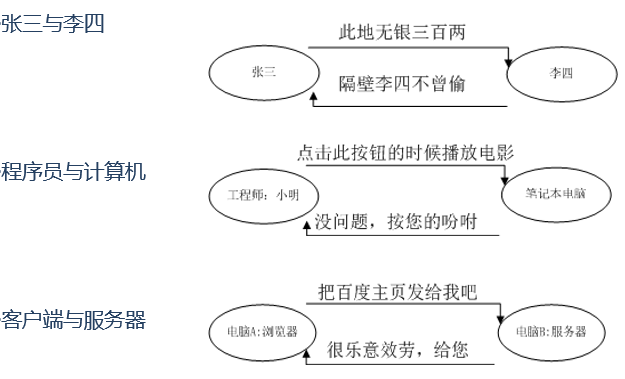 张三与李四
此地无银三百两
张三
李四
隔壁李四不曾偷
程序员与计算机
点击此按钮的时候播放电影
工程师：小明
笔记本电脑
没问题，按您的吩咐
客户端与服务器
把百度主页发给我吧
电脑A:浏览器
电脑B:服务器
很乐意效劳，给您